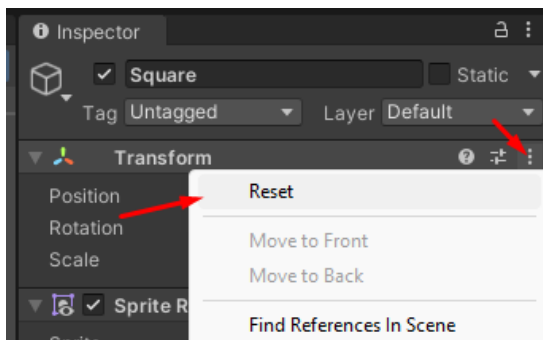 Inspector
Square Static
Tag Untagged Layer Default
Transform
Position
Rotation
Scale
Reset
Move to Front
Move to Back
Find References In Scene
Sprite R